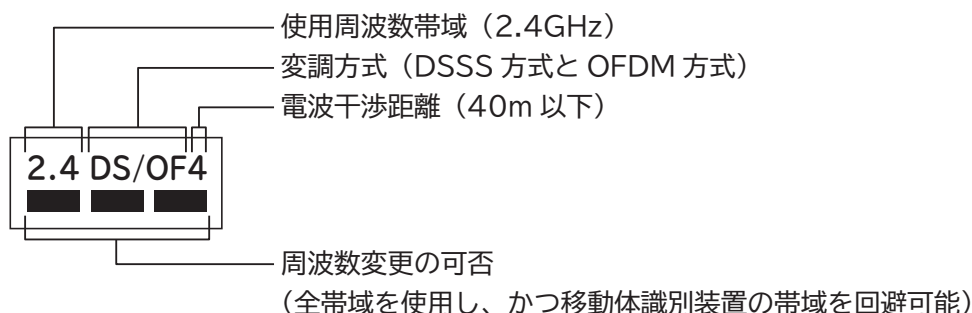 使用周波数帯域（2.4GHz）
変調方式（DSSS 方式と OFDM 方式）
電波干渉距離（40m 以下）
2.4 DS/OF4
周波数変更の可否
（全帯域を使用し、かつ移動体識別装置の帯域を回避可能）